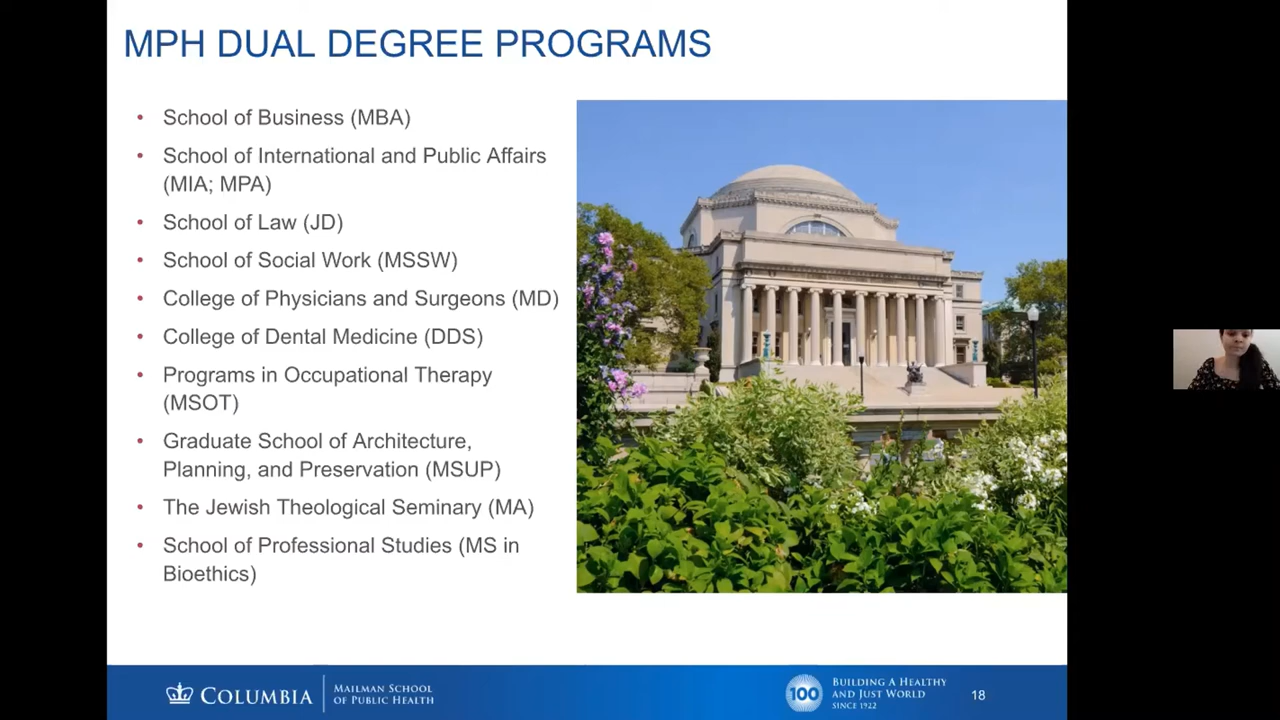 MPH DUAL DEGREE PROGRAMS
• School of Business (MBA)
• School of International and Public Affairs
(MIA; MPA)
• School of Law (JD)
• School of Social Work (MSSW)
• College of Physicians and Surgeons (MD)
• College of Dental Medicine (DDS)
• Programs in Occupational Therapy
(MSOT)
• Graduate School of Architecture,
Planning, and Preservation (MSUP)
• The Jewish Theological Seminary (MA)
• School of Professional Studies (MS in
Bioethics)
COLUMBIA
MAILMAN SCHOOL
OF PUBLIC HEALTH
100
BUILDING A HEALTHY
AND JUST WORLD
SINCE 1922
18